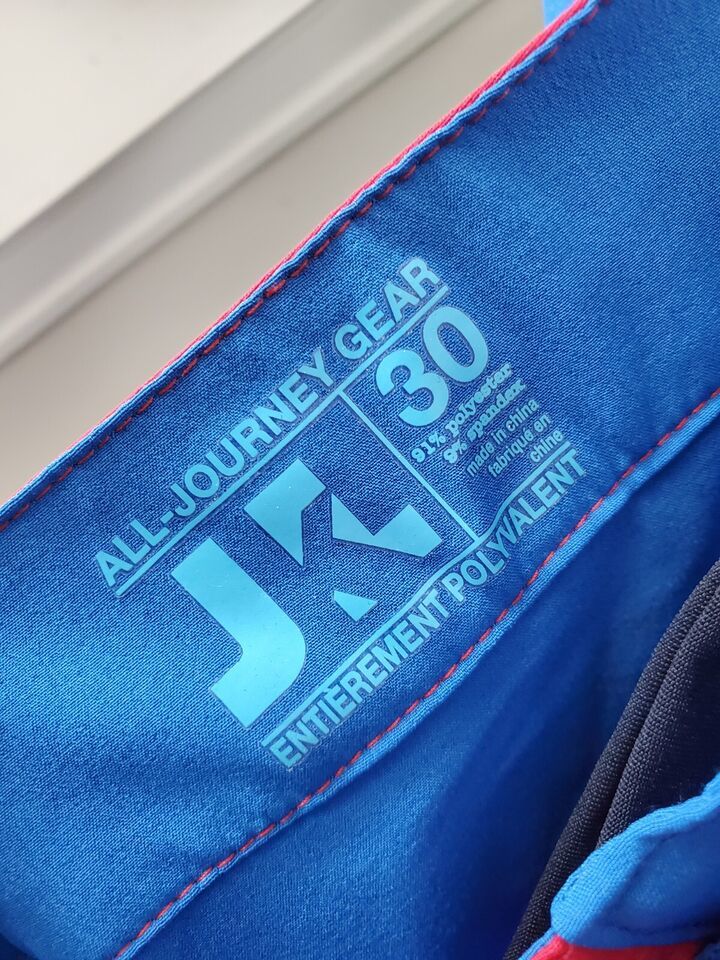 ALL-JOURNEY GEAR
JK
30
91% polyester
9% spandex
made in china
fabriqué en
chine
ENTIÈREMENT POLYVALENT